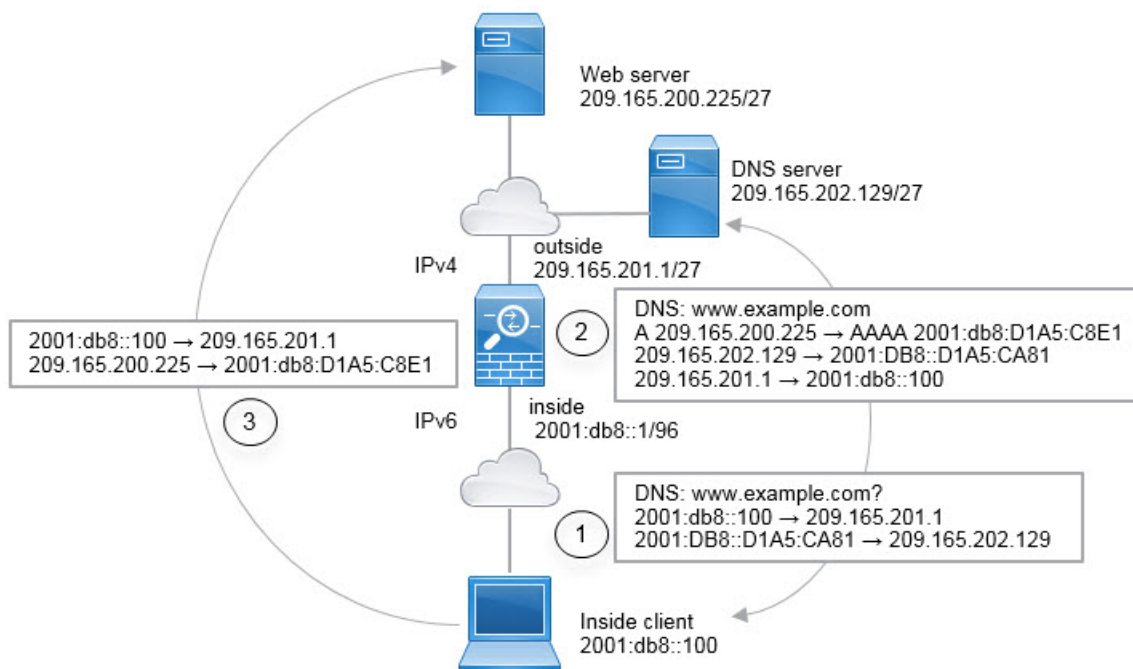 Web server
209.165.200.225/27
DNS server
209.165.202.129/27
outside
209.165.201.1/27
IPv4
2
DNS: www.example.com
A 209.165.200.225 → AAAA 2001:db8:D1A5:C8E1
209.165.202.129 → 2001:DB8::D1A5:CA81
209.165.201.1 → 2001:db8::100
2001:db8::100 → 209.165.201.1
209.165.200.225 → 2001:db8:D1A5:C8E1
3
IPv6
inside
2001:db8::1/96
1
DNS: www.example.com?
2001:db8::100 → 209.165.201.1
2001:DB8::D1A5:CA81 → 209.165.202.129
Inside client
2001:db8::100